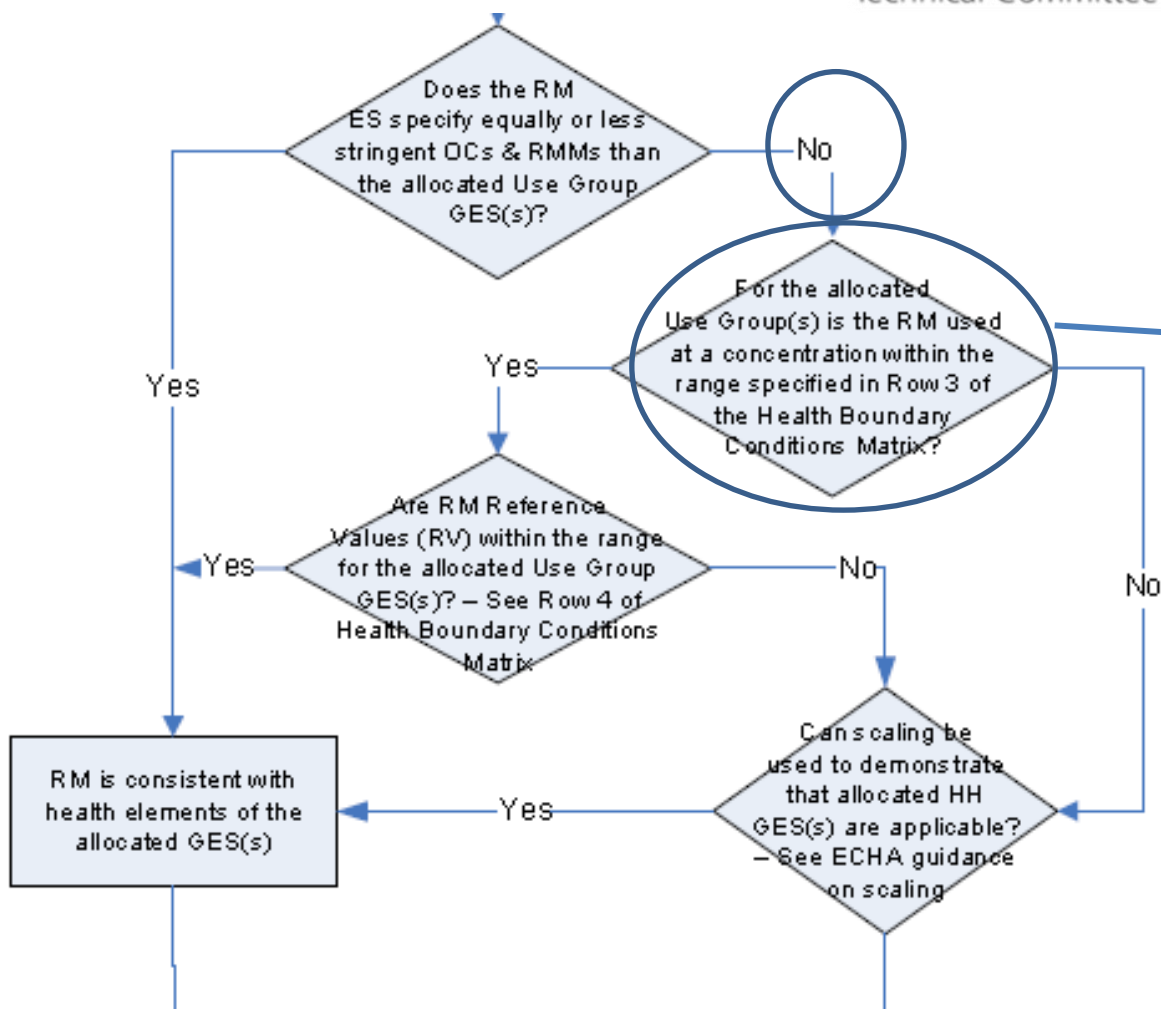 Technical Committee
Does the RM
ES specify equally or less
stringent OCs & RMMs than
the allocated Use Group
GES(s)?
No
For the allocated
Use Group(s) is the RM used
at a concentration within the
range specified in Row 3 of
the Health Boundary
Conditions Matrix?
Yes
Yes
Are RM Reference
Values (RV) within the range
for the allocated Use Group
GES(s)? – See Row 4 of
Health Boundary Conditions
Matrix
Yes
No
No
Can scaling be
used to demonstrate
that allocated HH
GES(s) are applicable?
– See ECHA guidance
on scaling
Yes
RM is consistent with
health elements of the
allocated GES(s)